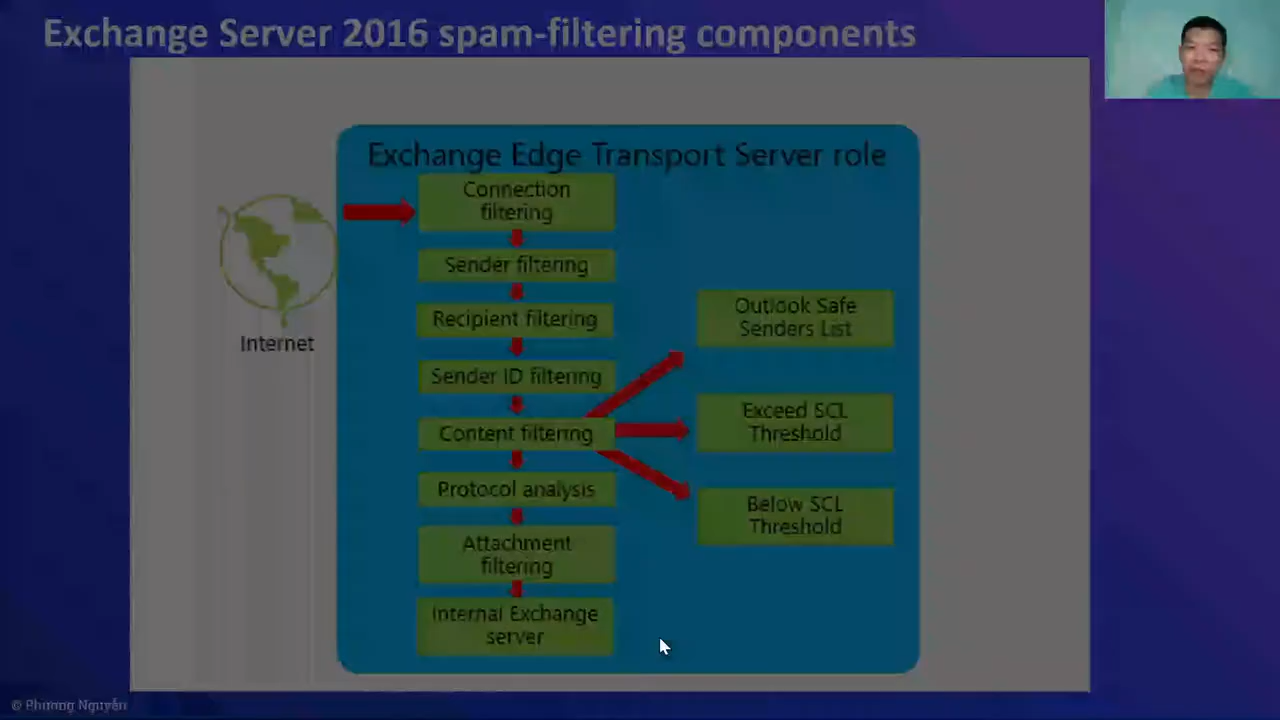 Exchange Server 2016 spam-filtering components
Exchange Edge Transport Server role
Internet
Connection
filtering
Sender filtering
Recipient filtering
Sender ID filtering
Content filtering
Protocol analysis
Attachment
filtering
Internal Exchange
server
Outlook Safe
Senders List
Exceed SCL
Threshold
Below SCL
Threshold
© Phương Nguyễn